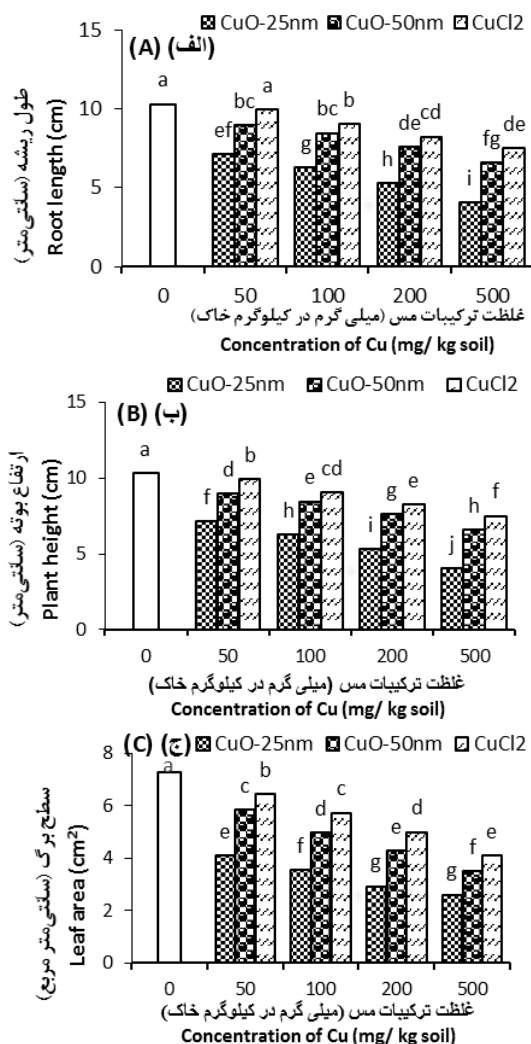 CuO-25nm CuO-50nm CuCl2
(A) (الف)
15
10
5
0
a
ef bc a
g bc b
h de cd
i fg de
طول ریشه (سانتی‌متر)
Root length (cm)
0 50 100 200 500
غلظت ترکیبات مس (میلی گرم در کیلوگرم خاک)
Concentration of Cu (mg/ kg soil)
CuO-25nm CuO-50nm CuCl2
(B) (ب)
15
10
5
0
a
f d b
h e cd
i g e
j h f
ارتفاع بوته (سانتی‌متر)
Plant height (cm)
0 50 100 200 500
غلظت ترکیبات مس (میلی گرم در کیلوگرم خاک)
Concentration of Cu (mg/ kg soil)
(C) (ج) CuO-25nm CuO-50nm CuCl2
8
6
4
2
0
a
e c b
f d c
g e d
g f e
سطح برگ (سانتی‌متر مربع)
Leaf area (cm²)
0 50 100 200 500
غلظت ترکیبات مس (میلی گرم در کیلوگرم خاک)
Concentration of Cu (mg/ kg soil)